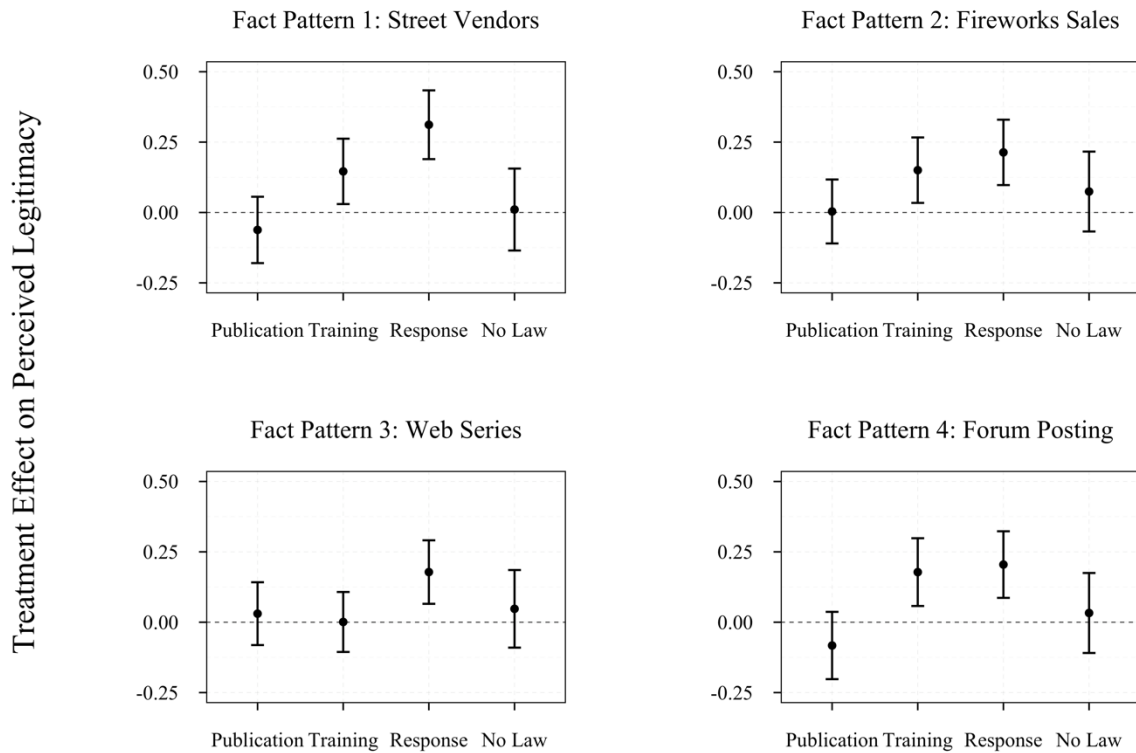 Treatment Effect on Perceived Legitimacy
Fact Pattern 1: Street Vendors
0.50
0.25
0.00
-0.25
Publication Training Response No Law
Fact Pattern 2: Fireworks Sales
0.50
0.25
0.00
-0.25
Publication Training Response No Law
Fact Pattern 3: Web Series
0.50
0.25
0.00
-0.25
Publication Training Response No Law
Fact Pattern 4: Forum Posting
0.50
0.25
0.00
-0.25
Publication Training Response No Law